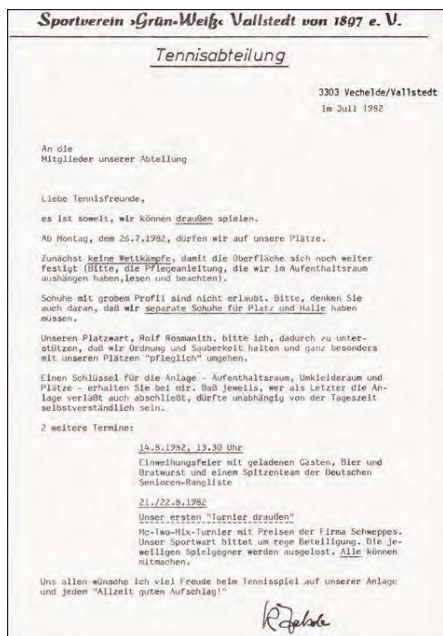 Sportverein ›Grün-Weiß‹ Vallstedt von 1897 e. V.
Tennisabteilung
3303 Vechelde/Vallstedt
Im Juli 1982
An die
Mitglieder unserer Abteilung
Liebe Tennisfreunde,
es ist soweit, wir können draußen spielen.
Ab Montag, dem 26.7.1982, dürfen wir auf unsere Plätze.
Zunächst keine Wettkämpfe, damit die Oberfläche sich noch weiter
festigt (Bitte, die Pflegeanleitung, die wir im Aufenthaltsraum
aushängen haben,lesen und beachten).
Schuhe mit grobem Profil sind nicht erlaubt. Bitte, denken Sie
auch daran, daß wir separate Schuhe für Platz und Halle haben
müssen.
Unseren Platzwart, Rolf Rosmanith. bitte ich, dadurch zu unter-
stützen, daß wir Ordnung und Sauberkeit halten und ganz besonders
mit unseren Plätzen "pfleglich" umgehen.
Einen Schlüssel für die Anlage - Aufenthaltsraum, Umkleideraum und
Plätze - erhalten Sie bei mir. Daß jeweils, wer als Letzter die An-
lage verläßt auch abschließt, dürfte unabhängig von der Tageszeit
selbstverständlich sein.
2 weitere Termine:
14.8.1982, 13.30 Uhr
Einweihungsfeier mit geladenen Gästen, Bier und
Bratwurst und einem Spitzenteam der Deutschen
Senioren-Rangliste
21./22.8.1982
Unser ersten "Turnier draußen"
Mc-Two-Mix-Turnier mit Preisen der Firma Schweppes.
Unser Sportwart bittet um rege Beteiligung. Die je-
weiligen Spielgegner werden ausgelost. Alle können
mitmachen.
Uns allen wünsche ich viel Freude beim Tennisspiel auf unserer Anlage
und jedem "Allzeit guten Aufschlag!"